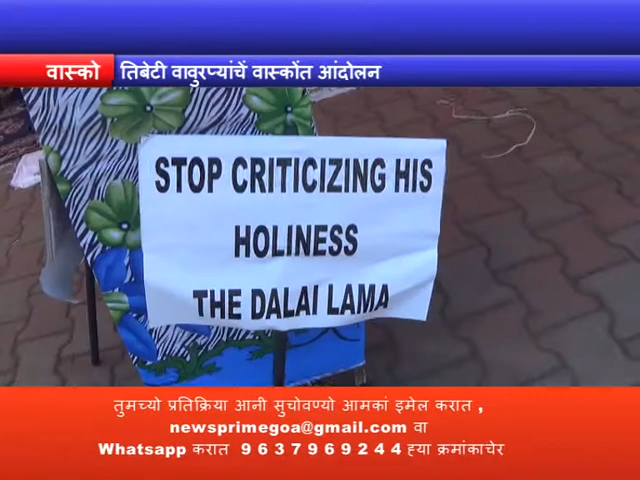 वास्को तिबेटी वावुरप्यांचें वास्कोंत आंदोलन
STOP CRITICIZING HIS
HOLINESS
THE DALAI LAMA
तुमच्यो प्रतिक्रिया आनी सुचोवण्यो आमकां इमेल करात ,
newsprimegoa@gmail.com वा
Whatsapp करात 9637969244 ह्या क्रमांकाचेर